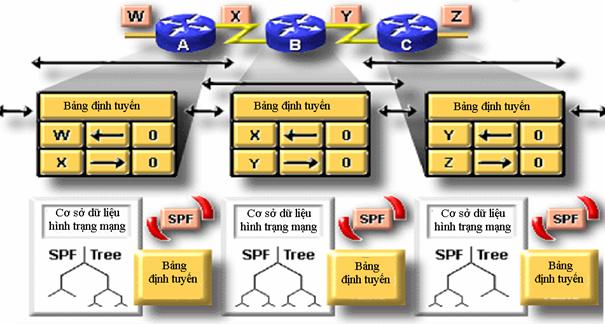 W X Y Z
A B C
Bảng định tuyến Bảng định tuyến Bảng định tuyến
W 0 X 0 Y 0
X 0 Y 0 Z 0
Cơ sở dữ liệu
hình trạng mạng
SPF
SPF Tree
Bảng
định tuyến
Cơ sở dữ liệu
hình trạng mạng
SPF
SPF Tree
Bảng
định tuyến
Cơ sở dữ liệu
hình trạng mạng
SPF
SPF Tree
Bảng
định tuyến